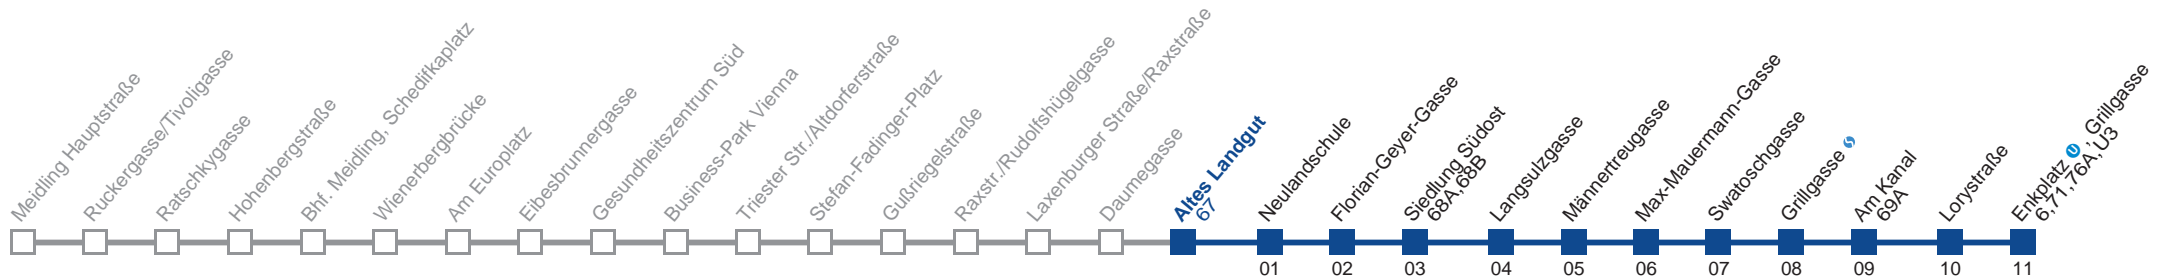 Meidling Hauptstraße
Ruckergasse/Tivoligasse
Ratschkygasse
Hohenbergstraße
Bhf. Meidling, Schedifkaplatz
Wienerbergbrücke
Am Europlatz
Eibesbrunnergasse
Gesundheitszentrum Süd
Business-Park Vienna
Triester Str./Altdorferstraße
Stefan-Fadinger-Platz
Gußriegelstraße
Raxstr./Rudolfshügelgasse
Laxenburger Straße/Raxstraße
Daumegasse
Altes Landgut
67
Neulandschule
Florian-Geyer-Gasse
Siedlung Südost
68A,68B
Langsulzgasse
Männertreugasse
Max-Mauermann-Gasse
Swatoschgasse
Grillgasse S
Am Kanal
69A
Lorystraße
Enkplatz U , Grillgasse
6,71,76A,U3
01 02 03 04 05 06 07 08 09 10 11